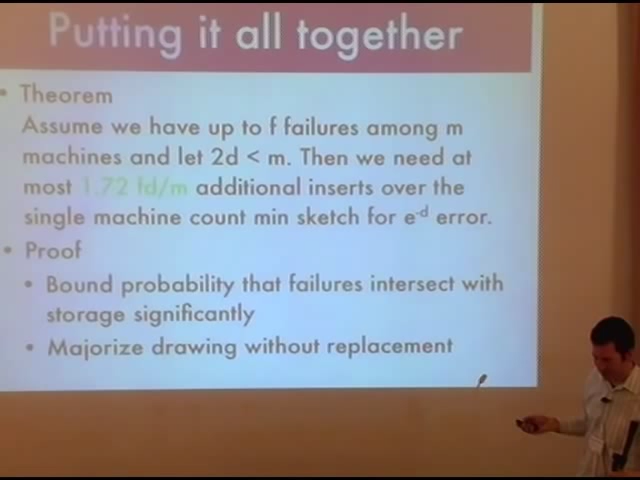 Putting it all together
• Theorem
Assume we have up to f failures among m
machines and let 2d < m. Then we need at
most 1.72 fd/m additional inserts over the
single machine count min sketch for e^-d error.
• Proof
• Bound probability that failures intersect with
storage significantly
• Majorize drawing without replacement